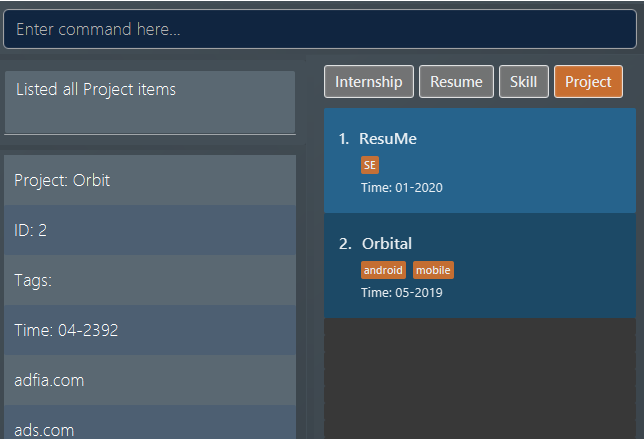 Enter command here...
Listed all Project items
Project: Orbit
ID: 2
Tags:
Time: 04-2392
adfia.com
ads.com
Internship Resume Skill Project
1. ResuMe
SE
Time: 01-2020
2. Orbital
android mobile
Time: 05-2019